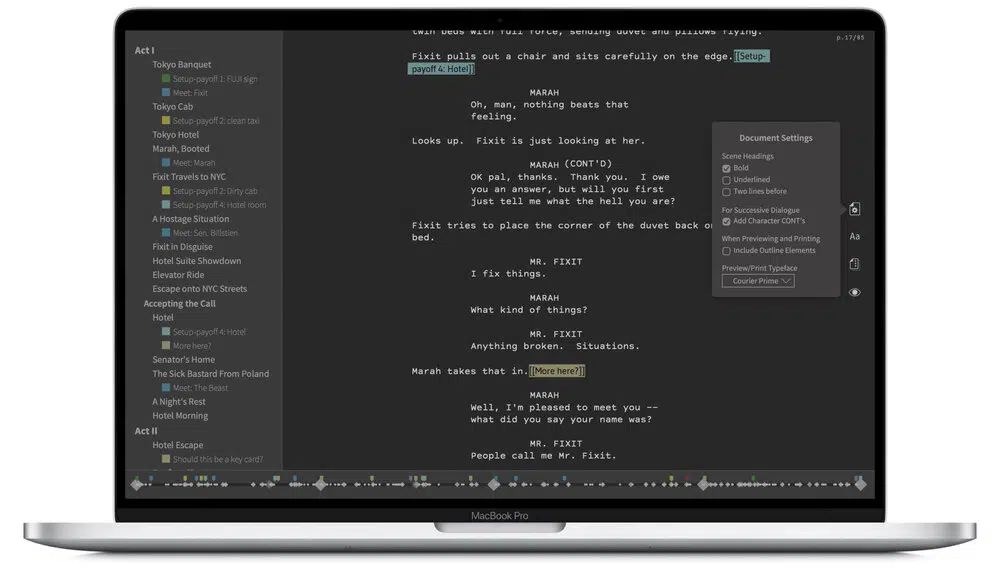 Act I
Tokyo Banquet
Setup-payoff 1: FUJI sign
Meet: Fixit
Tokyo Cab
Setup-payoff 2: clean taxi
Tokyo Hotel
Marah, Booted
Meet: Marah
Fixit Travels to NYC
Setup-payoff 2: Dirty cab
Setup-payoff 4: Hotel room
A Hostage Situation
Meet: Sen. Billstien
Fixit in Disguise
Hotel Suite Showdown
Elevator Ride
Escape onto NYC Streets
Accepting the Call
Hotel
Setup-payoff 4: Hotel
More here?
Senator's Home
The Sick Bastard From Poland
Meet: The Beast
A Night's Rest
Hotel Morning
Act II
Hotel Escape
Should this be a key card?
twin beds with full force, sending duvet and pillows flying.
p.17/85
Fixit pulls out a chair and sits carefully on the edge.[[Setup-
payoff 4: Hotel]]
MARAH
Oh, man, nothing beats that
feeling.
Looks up.  Fixit is just looking at her.
MARAH (CONT'D)
OK pal, thanks.  Thank you.  I owe
you an answer, but will you first
just tell me what the hell you are?
Fixit tries to place the corner of the duvet back on
bed.
MR. FIXIT
I fix things.
MARAH
What kind of things?
MR. FIXIT
Anything broken.  Situations.
Marah takes that in.[[More here?]]
MARAH
Well, I'm pleased to meet you --
what did you say your name was?
MR. FIXIT
People call me Mr. Fixit.
Document Settings
Scene Headings
Bold
Underlined
Two lines before
For Successive Dialogue
Add Character CONT's
When Previewing and Printing
Include Outline Elements
Preview/Print Typeface
Courier Prime
Aa
MacBook Pro